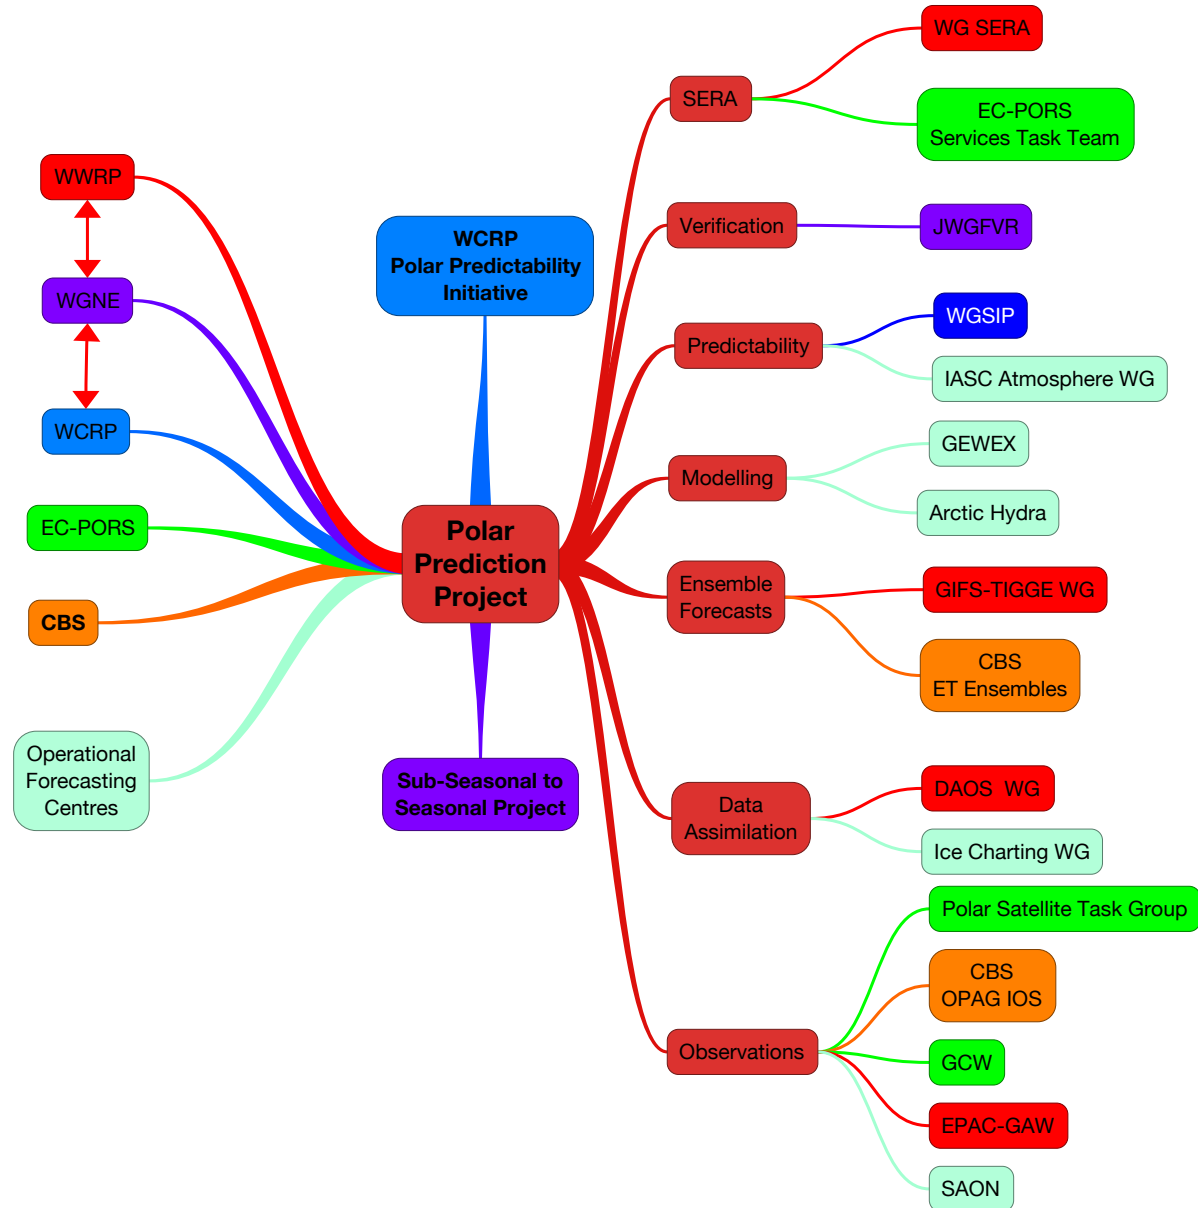 WWRP
WGNE
WCRP
EC-PORS
CBS
Operational
Forecasting
Centres
WCRP
Polar Predictability
Initiative
Polar
Prediction
Project
Sub-Seasonal to
Seasonal Project
SERA
WG SERA
EC-PORS
Services Task Team
Verification
JWGFVR
Predictability
WGSIP
IASC Atmosphere WG
Modelling
GEWEX
Arctic Hydra
Ensemble
Forecasts
GIFS-TIGGE WG
CBS
ET Ensembles
Data
Assimilation
DAOS  WG
Ice Charting WG
Observations
Polar Satellite Task Group
CBS
OPAG IOS
GCW
EPAC-GAW
SAON